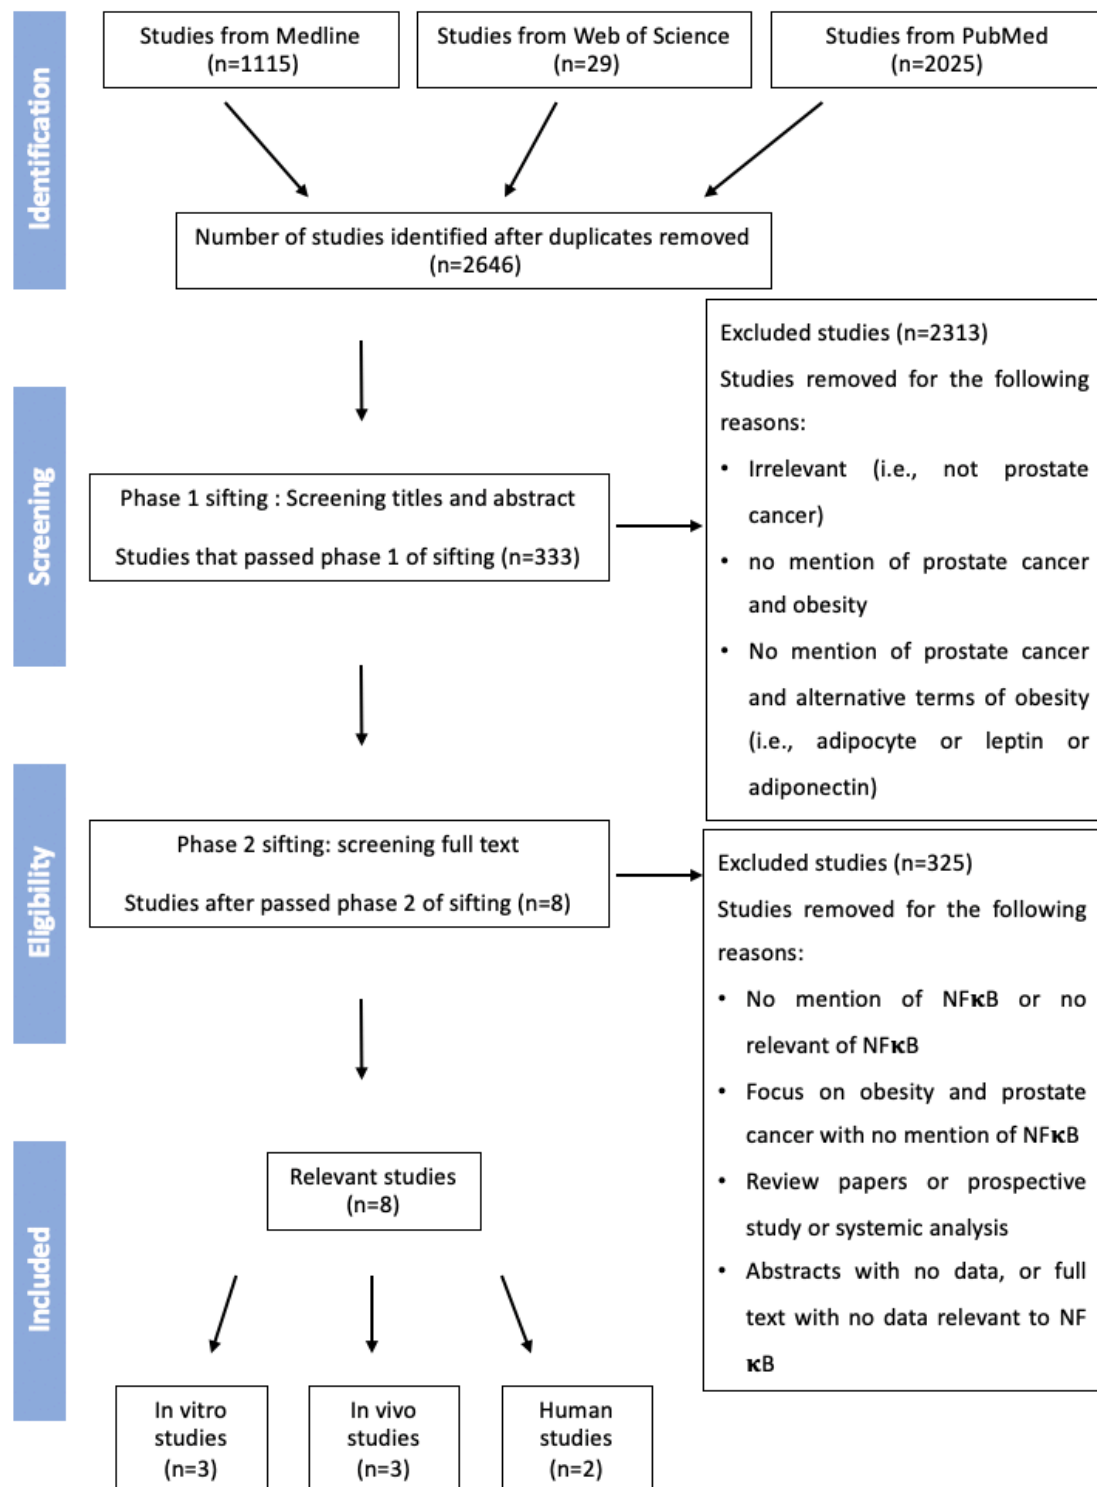 Identification
Studies from Medline
(n=1115)
Studies from Web of Science
(n=29)
Studies from PubMed
(n=2025)
Number of studies identified after duplicates removed
(n=2646)
Screening
Phase 1 sifting : Screening titles and abstract
Studies that passed phase 1 of sifting (n=333)
Excluded studies (n=2313)
Studies removed for the following
reasons:
• Irrelevant (i.e., not prostate
cancer)
• no mention of prostate cancer
and obesity
• No mention of prostate cancer
and alternative terms of obesity
(i.e., adipocyte or leptin or
adiponectin)
Eligibility
Phase 2 sifting: screening full text
Studies after passed phase 2 of sifting (n=8)
Excluded studies (n=325)
Studies removed for the following
reasons:
• No mention of NFκB or no
relevant of NFκB
• Focus on obesity and prostate
cancer with no mention of NFκB
• Review papers or prospective
study or systemic analysis
• Abstracts with no data, or full
text with no data relevant to NF
κB
Included
Relevant studies
(n=8)
In vitro
studies
(n=3)
In vivo
studies
(n=3)
Human
studies
(n=2)